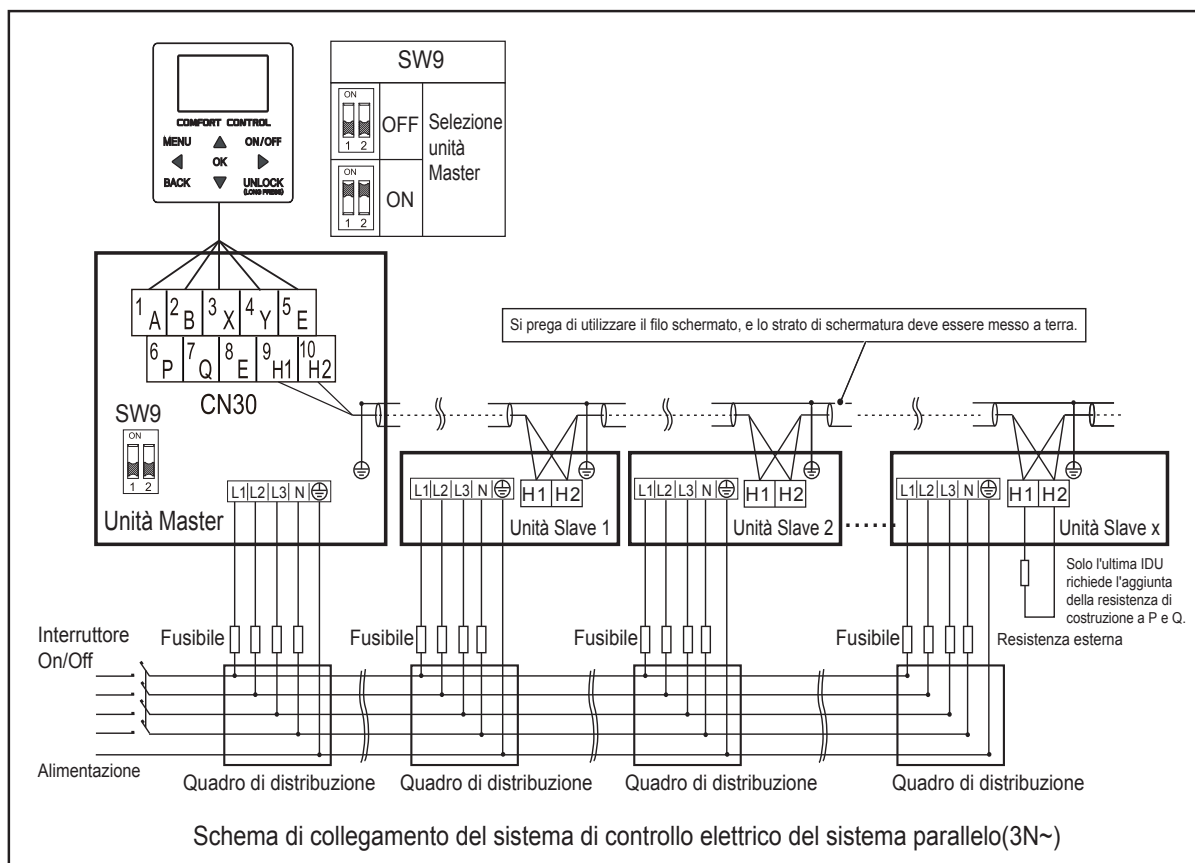 SW9
ON
1 2
OFF
ON
1 2
ON
Selezione
unità
Master
COMFORT CONTROL
MENU ON/OFF
OK
BACK UNLOCK
(LONG PRESS)
1 A 2 B 3 X 4 Y 5 E
6 P 7 Q 8 E 9 H1 10 H2
CN30
SW9
ON
1 2
Unità Master
L1 L2 L3 N
Si prega di utilizzare il filo schermato, e lo strato di schermatura deve essere messo a terra.
L1 L2 L3 N
H1 H2
Unità Slave 1
L1 L2 L3 N
H1 H2
Unità Slave 2
L1 L2 L3 N
H1 H2
Unità Slave x
Solo l'ultima IDU
richiede l'aggiunta
della resistenza di
costruzione a P e Q.
Resistenza esterna
Interruttore
On/Off
Fusibile
Fusibile
Fusibile
Fusibile
Alimentazione
Quadro di distribuzione
Quadro di distribuzione
Quadro di distribuzione
Quadro di distribuzione
Schema di collegamento del sistema di controllo elettrico del sistema parallelo(3N~)